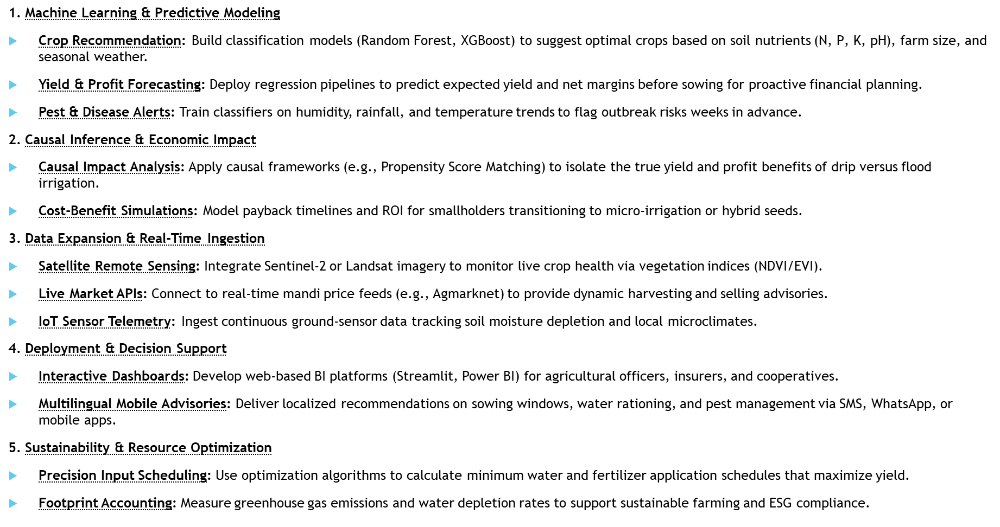 1. Machine Learning & Predictive Modeling
Crop Recommendation: Build classification models (Random Forest, XGBoost) to suggest optimal crops based on soil nutrients (N, P, K, pH), farm size, and
seasonal weather.
Yield & Profit Forecasting: Deploy regression pipelines to predict expected yield and net margins before sowing for proactive financial planning.
Pest & Disease Alerts: Train classifiers on humidity, rainfall, and temperature trends to flag outbreak risks weeks in advance.
2. Causal Inference & Economic Impact
Causal Impact Analysis: Apply causal frameworks (e.g., Propensity Score Matching) to isolate the true yield and profit benefits of drip versus flood
irrigation.
Cost-Benefit Simulations: Model payback timelines and ROI for smallholders transitioning to micro-irrigation or hybrid seeds.
3. Data Expansion & Real-Time Ingestion
Satellite Remote Sensing: Integrate Sentinel-2 or Landsat imagery to monitor live crop health via vegetation indices (NDVI/EVI).
Live Market APIs: Connect to real-time mandi price feeds (e.g., Agmarknet) to provide dynamic harvesting and selling advisories.
IoT Sensor Telemetry: Ingest continuous ground-sensor data tracking soil moisture depletion and local microclimates.
4. Deployment & Decision Support
Interactive Dashboards: Develop web-based BI platforms (Streamlit, Power BI) for agricultural officers, insurers, and cooperatives.
Multilingual Mobile Advisories: Deliver localized recommendations on sowing windows, water rationing, and pest management via SMS, WhatsApp, or
mobile apps.
5. Sustainability & Resource Optimization
Precision Input Scheduling: Use optimization algorithms to calculate minimum water and fertilizer application schedules that maximize yield.
Footprint Accounting: Measure greenhouse gas emissions and water depletion rates to support sustainable farming and ESG compliance.